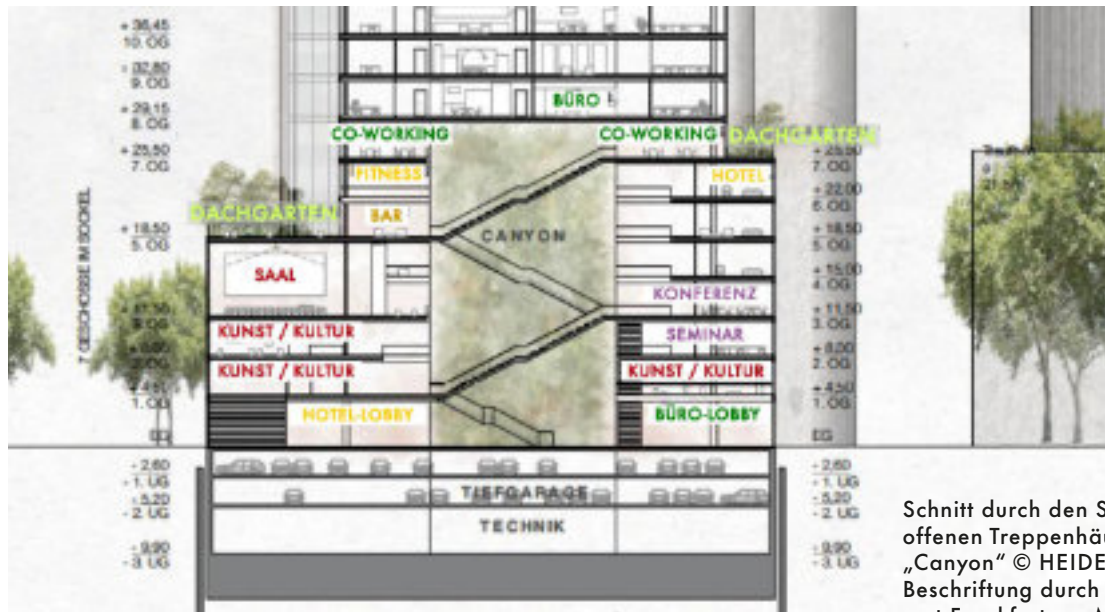 + 36,45
10. OG
+ 32,80
9. OG
+ 29,15
8. OG
+ 25,50
7. OG
+ 18,50
5. OG
7 GESCHOSSE IM SOCKEL
1. OG
EG
- 2,60
- 1. UG
- 5,20
- 2. UG
- 9,90
- 3. UG
BÜRO
CO-WORKING
CO-WORKING
DACHGARTEN
FITNESS
HOTEL
DACHGARTEN
BAR
CANYON
SAAL
KONFERENZ
KUNST / KULTUR
SEMINAR
KUNST / KULTUR
KUNST / KULTUR
HOTEL-LOBBY
BÜRO-LOBBY
TIEFGARAGE
TECHNIK
7. OG
+ 22,00
6. OG
+ 18,50
5. OG
+ 15,00
4. OG
+ 11,50
3. OG
+ 8,00
2. OG
+ 4,50
1. OG
EG
- 2,60
- 1. UG
- 5,20
- 2. UG
- 9,90
- 3. UG
Schnitt durch den S
offenen Treppenhäu
„Canyon“ © HEIDE
Beschriftung durch